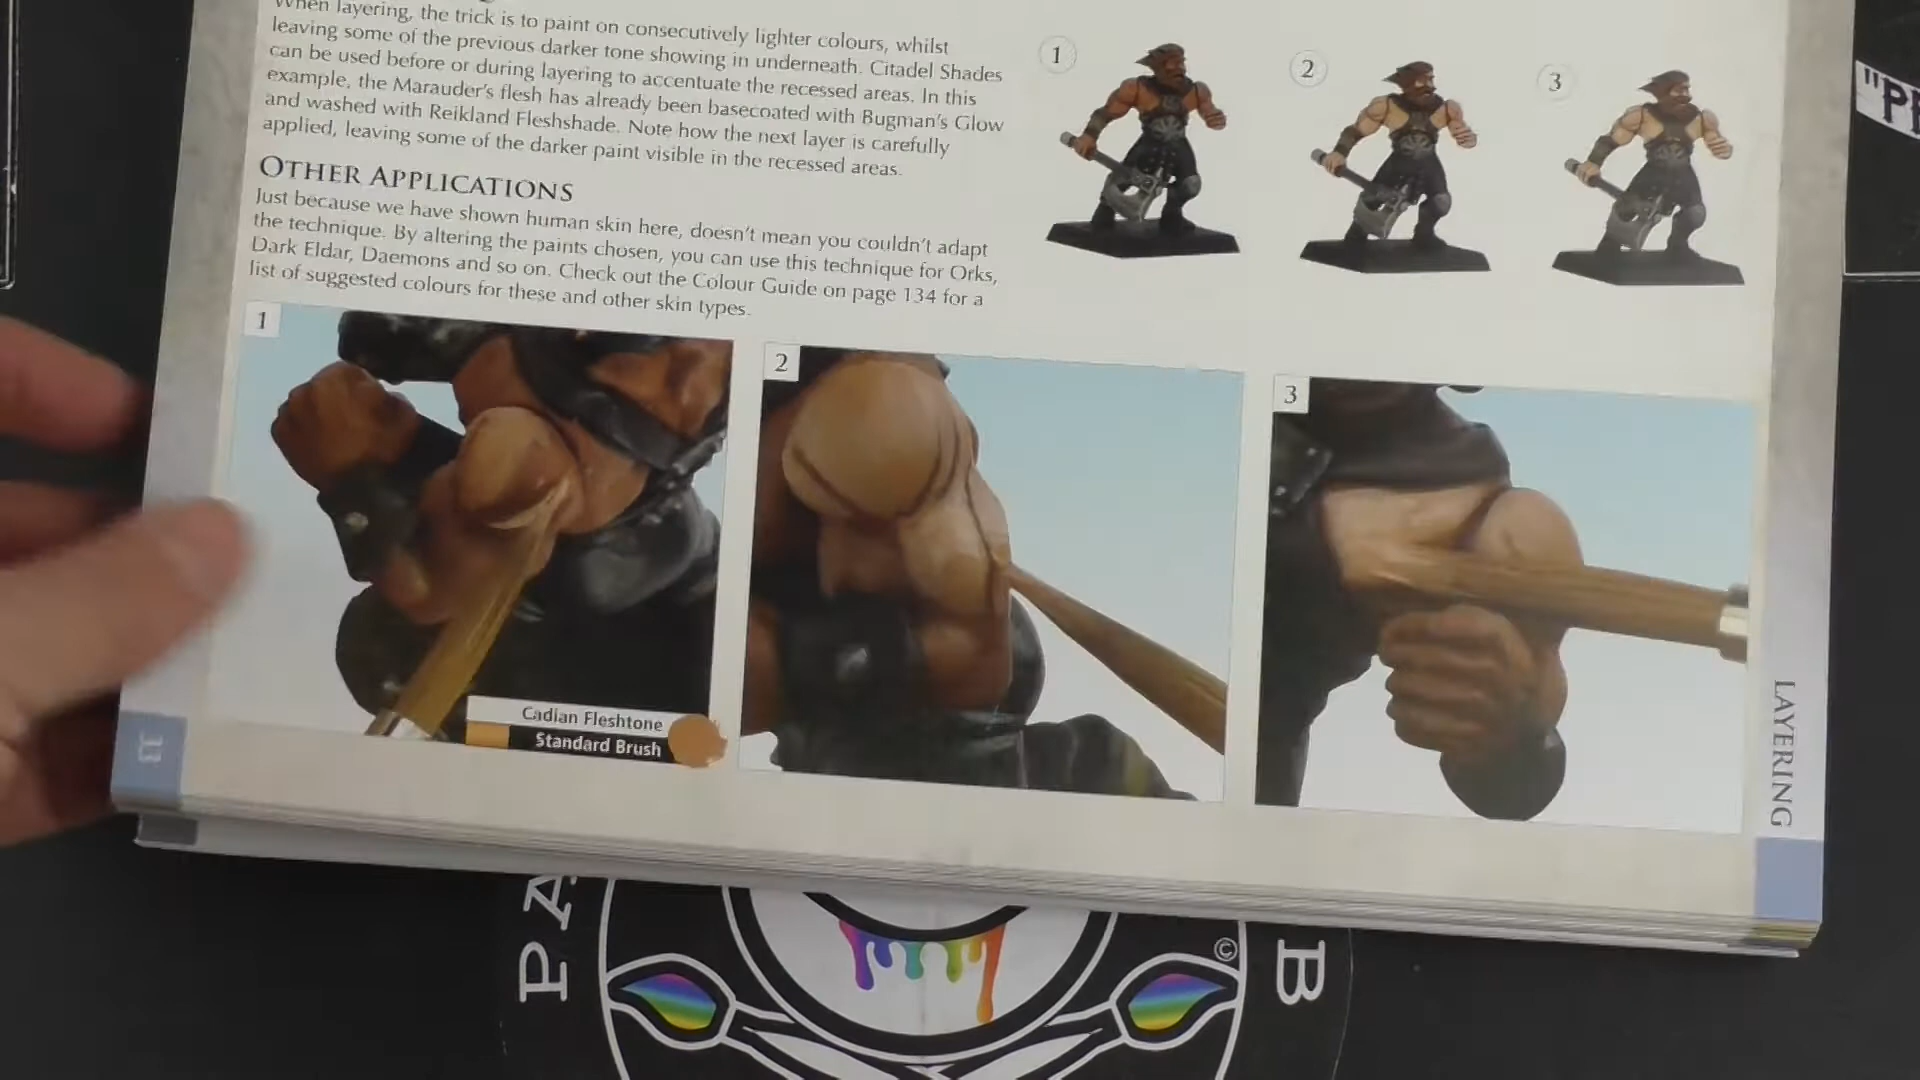 When layering, the trick is to paint on consecutively lighter colours, whilst
leaving some of the previous darker tone showing in underneath. Citadel Shades
can be used before or during layering to accentuate the recessed areas. In this
example, the Marauder's flesh has already been basecoated with Bugman's Glow
and washed with Reikland Fleshshade. Note how the next layer is carefully
applied, leaving some of the darker paint visible in the recessed areas.
OTHER APPLICATIONS
Just because we have shown human skin here, doesn't mean you couldn't adapt
the technique. By altering the paints chosen, you can use this technique for Orks,
Dark Eldar, Daemons and so on. Check out the Colour Guide on page 134 for a
list of suggested colours for these and other skin types.
1
2
3
1
2
3
Cadian Fleshtone
Standard Brush
33
LAYERING
"P
PA
©
B